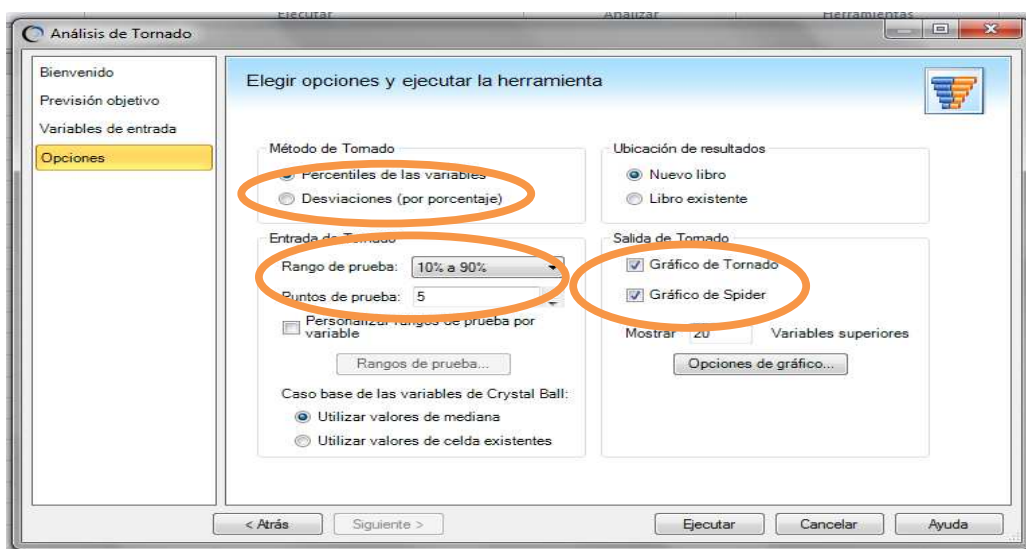 Ejecutar Analizar Herramientas
Análisis de Tornado
Bienvenido
Previsión objetivo
Variables de entrada
Opciones
Elegir opciones y ejecutar la herramienta
Método de Tornado
Percentiles de las variables
Desviaciones (por porcentaje)
Ubicación de resultados
Nuevo libro
Libro existente
Entrada de Tornado
Rango de prueba: 10% a 90%
Puntos de prueba: 5
Personalizar rangos de prueba por
variable
Rangos de prueba...
Caso base de las variables de Crystal Ball:
Utilizar valores de mediana
Utilizar valores de celda existentes
Salida de Tornado
Gráfico de Tornado
Gráfico de Spider
Mostrar 20 Variables superiores
Opciones de gráfico...
< Atrás Siguiente > Ejecutar Cancelar Ayuda